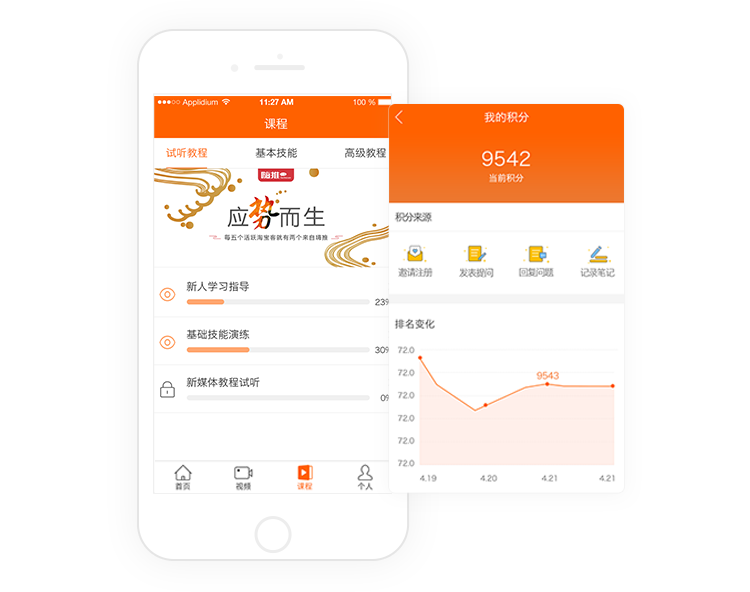 Applidium
11:27 AM
100 %
课程
试听教程
基本技能
高级教程
嗨推
应势而生
每五个活跃淘宝客就有两个来自嗨推
新人学习指导
23%
基础技能演练
30%
新媒体教程试听
0%
首页
视频
课程
个人
我的积分
9542
当前积分
积分来源
邀请注册
发表提问
回复问题
记录笔记
排名变化
72.0
72.0
72.0
72.0
72.0
72.0
9543
4.19
4.20
4.21
4.21